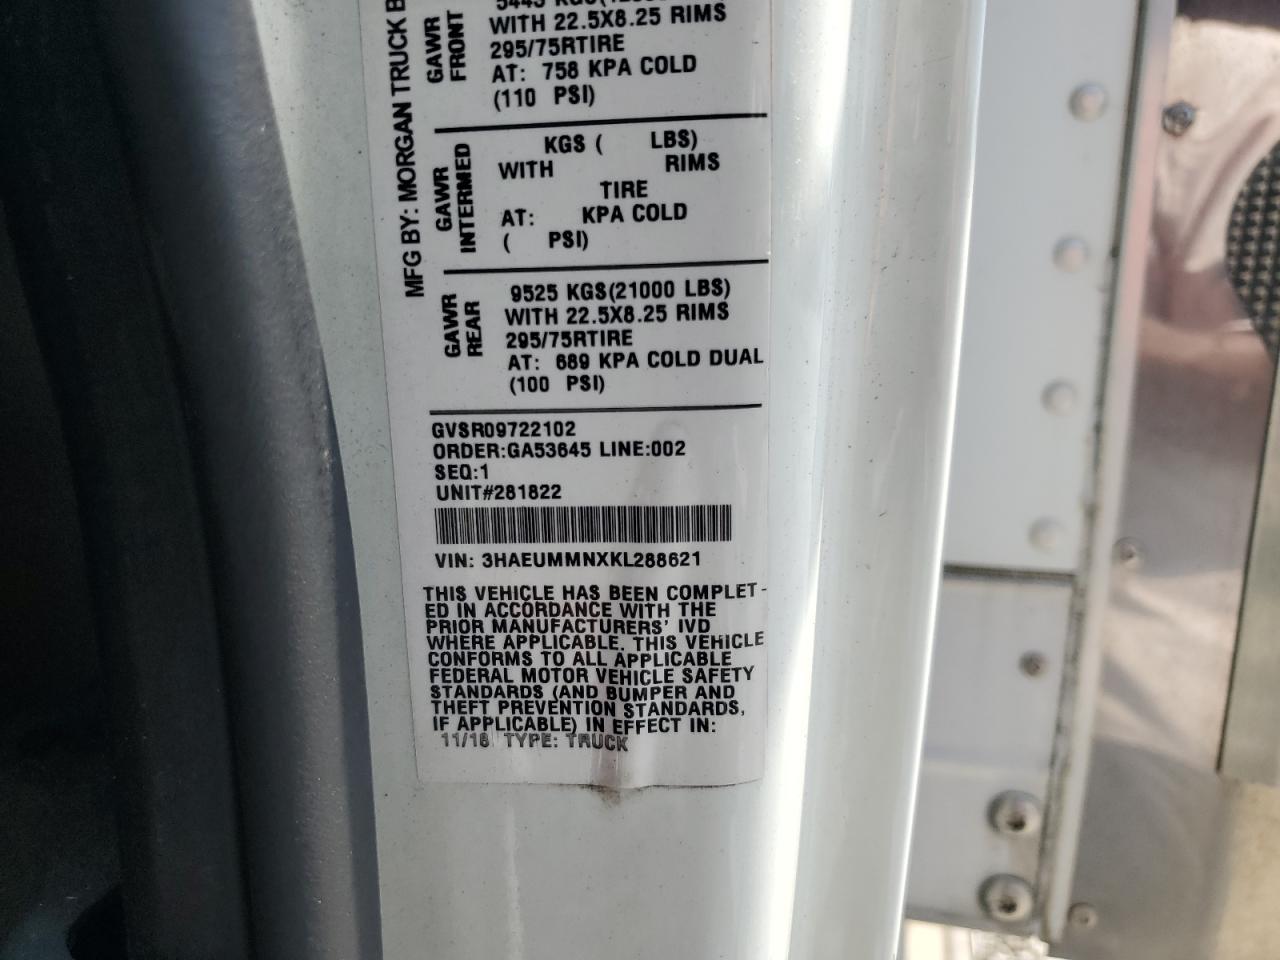 MFG BY: MORGAN TRUCK
GAWR FRONT
WITH 22.5X8.25 RIMS
295/75RTIRE
AT: 758 KPA COLD
(110 PSI)
GAWR INTERMED
KGS ( LBS)
WITH RIMS
TIRE
AT: KPA COLD
( PSI)
GAWR REAR
9525 KGS(21000 LBS)
WITH 22.5X8.25 RIMS
295/75RTIRE
AT: 689 KPA COLD DUAL
(100 PSI)
GVSR09722102
ORDER:GA53645 LINE:002
SEQ:1
UNIT#281822
VIN: 3HAEUMMNXKL288621
THIS VEHICLE HAS BEEN COMPLET-
ED IN ACCORDANCE WITH THE
PRIOR MANUFACTURERS' IVD
WHERE APPLICABLE. THIS VEHICLE
CONFORMS TO ALL APPLICABLE
FEDERAL MOTOR VEHICLE SAFETY
STANDARDS (AND BUMPER AND
THEFT PREVENTION STANDARDS,
IF APPLICABLE) IN EFFECT IN:
11/18 TYPE: TRUCK